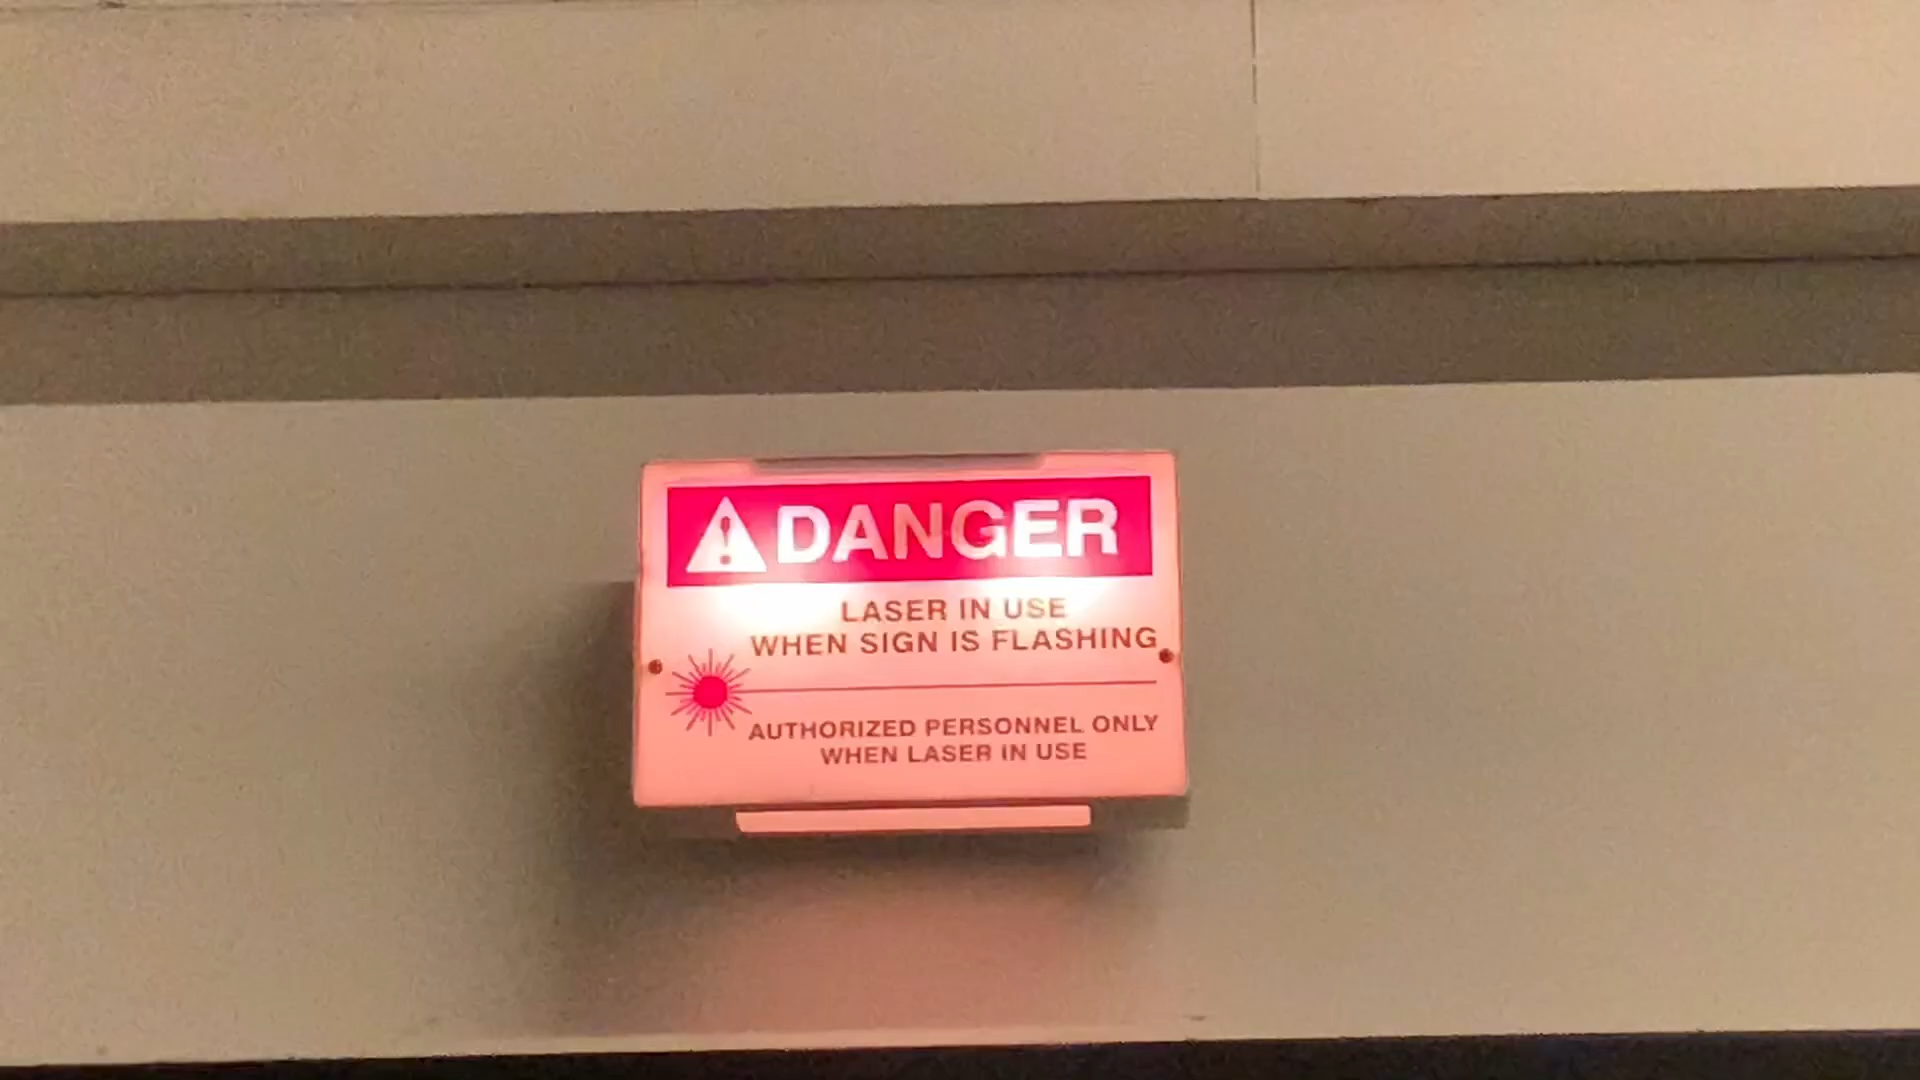 DANGER
LASER IN USE
WHEN SIGN IS FLASHING
AUTHORIZED PERSONNEL ONLY
WHEN LASER IN USE